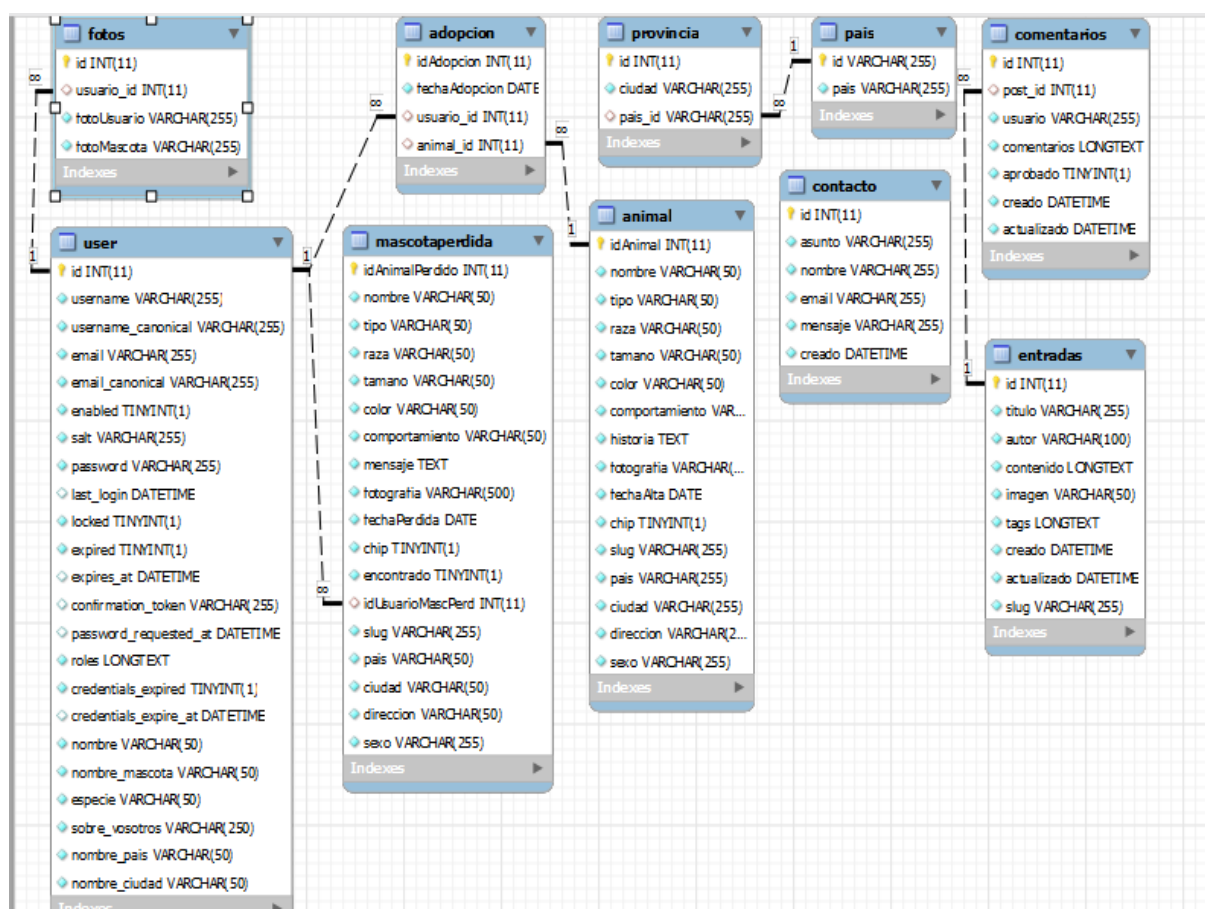 fotos
id INT(11)
usuario_id INT(11)
fotoUsuario VARCHAR(255)
fotoMascota VARCHAR(255)
Indexes
adopcion
idAdopcion INT(11)
fechaAdopcion DATE
usuario_id INT(11)
animal_id INT(11)
Indexes
provincia
id INT(11)
ciudad VARCHAR(255)
pais_id VARCHAR(255)
Indexes
pais
id VARCHAR(255)
pais VARCHAR(255)
Indexes
comentarios
id INT(11)
post_id INT(11)
usuario VARCHAR(255)
comentarios LONGTEXT
aprobado TINYINT(1)
creado DATETIME
actualizado DATETIME
Indexes
user
id INT(11)
username VARCHAR(255)
username_canonical VARCHAR(255)
email VARCHAR(255)
email_canonical VARCHAR(255)
enabled TINYINT(1)
salt VARCHAR(255)
password VARCHAR(255)
last_login DATETIME
locked TINYINT(1)
expired TINYINT(1)
expires_at DATETIME
confirmation_token VARCHAR(255)
password_requested_at DATETIME
roles LONGTEXT
credentials_expired TINYINT(1)
credentials_expire_at DATETIME
nombre VARCHAR(50)
nombre_mascota VARCHAR(50)
especie VARCHAR(50)
sobre_vosotros VARCHAR(250)
nombre_pais VARCHAR(50)
nombre_ciudad VARCHAR(50)
Indexes
mascotaperdida
idAnimalPerdido INT(11)
nombre VARCHAR(50)
tipo VARCHAR(50)
raza VARCHAR(50)
tamano VARCHAR(50)
color VARCHAR(50)
comportamiento VARCHAR(50)
mensaje TEXT
fotografia VARCHAR(500)
fechaPerdida DATE
chip TINYINT(1)
encontrado TINYINT(1)
idUsuarioMascPerd INT(11)
slug VARCHAR(255)
pais VARCHAR(50)
ciudad VARCHAR(50)
direccion VARCHAR(50)
sexo VARCHAR(255)
Indexes
animal
idAnimal INT(11)
nombre VARCHAR(50)
tipo VARCHAR(50)
raza VARCHAR(50)
tamano VARCHAR(50)
color VARCHAR(50)
comportamiento VAR...
historia TEXT
fotografia VARCHAR(...
fechaAlta DATE
chip TINYINT(1)
slug VARCHAR(255)
pais VARCHAR(255)
ciudad VARCHAR(255)
direccion VARCHAR(2...
sexo VARCHAR(255)
Indexes
contacto
id INT(11)
asunto VARCHAR(255)
nombre VARCHAR(255)
email VARCHAR(255)
mensaje VARCHAR(255)
creado DATETIME
Indexes
entradas
id INT(11)
titulo VARCHAR(255)
autor VARCHAR(100)
contenido LONGTEXT
imagen VARCHAR(50)
tags LONGTEXT
creado DATETIME
actualizado DATETIME
slug VARCHAR(255)
Indexes
∞
1
∞
1
∞
1
∞
1
∞
∞
1